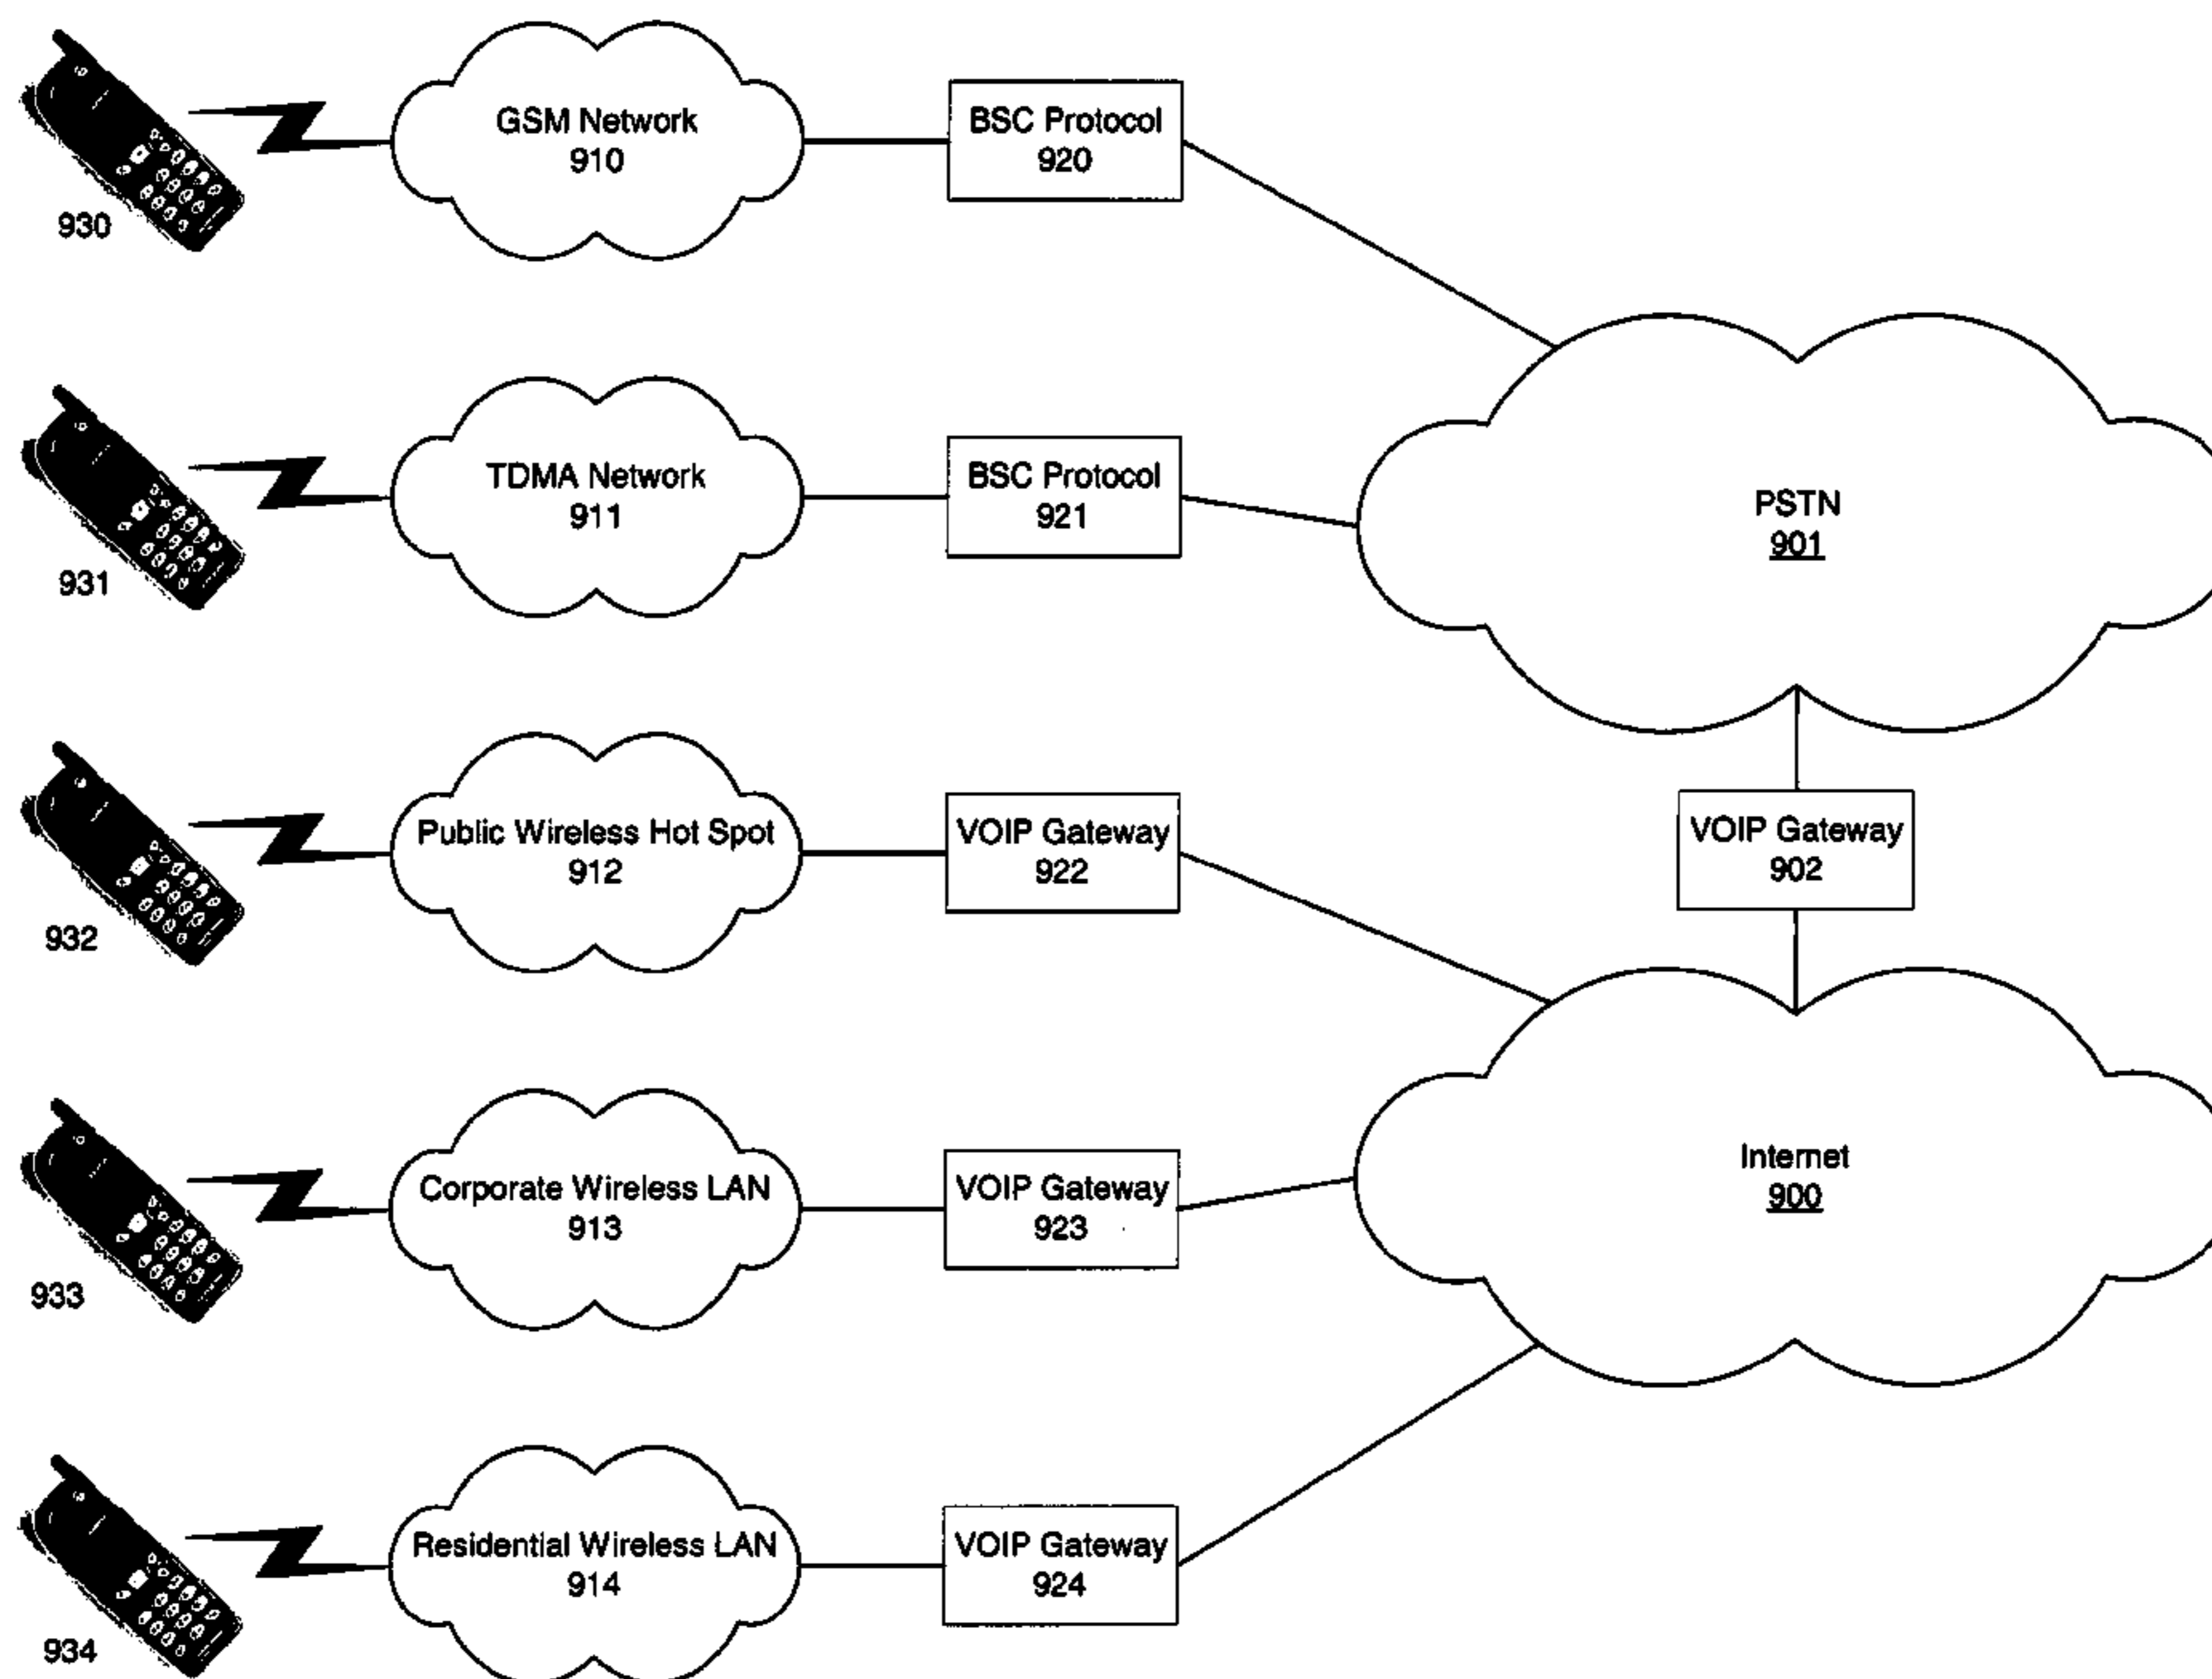 GSM Network
910
BSC Protocol
920
930
TDMA Network
911
BSC Protocol
921
PSTN
901
931
Public Wireless Hot Spot
912
VOIP Gateway
922
VOIP Gateway
902
932
Corporate Wireless LAN
913
VOIP Gateway
923
Internet
900
933
Residential Wireless LAN
914
VOIP Gateway
924
934